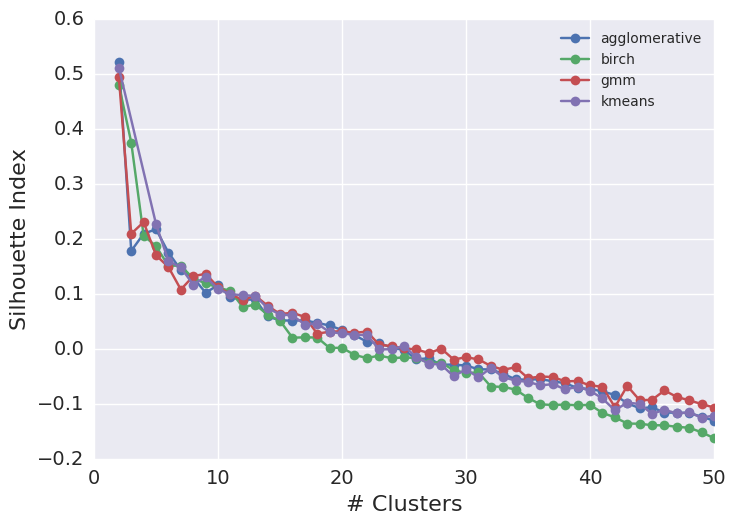 0.6
0.5
0.4
0.3
0.2
0.1
0.0
−0.1
−0.2
Silhouette Index
agglomerative
birch
gmm
kmeans
0 10 20 30 40 50
# Clusters